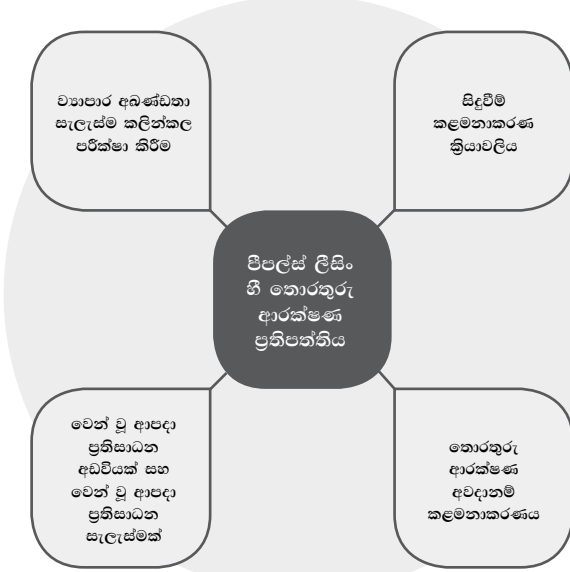 ව්‍යාපාර අඛණ්ඩතා
සැලැස්ම කලින්කල
පරීක්ෂා කිරීම
සිදුවීම්
කළමනාකරණ
ක්‍රියාවලිය
පීපල්ස් ලීසිං
හී තොරතුරු
ආරක්ෂණ
ප්‍රතිපත්තිය
වෙන් වූ ආපදා
ප්‍රතිසාධන
අඩවියක් සහ
වෙන් වූ ආපදා
ප්‍රතිසාධන
සැලැස්මක්
තොරතුරු
ආරක්ෂණ
අවදානම්
කළමනාකරණය